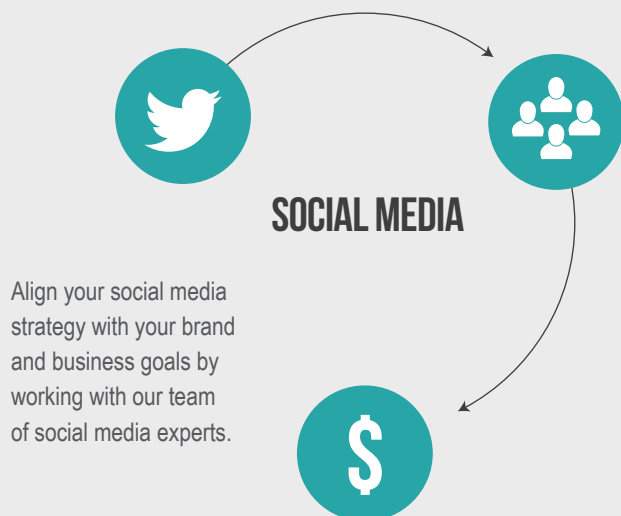 SOCIAL MEDIA
Align your social media
strategy with your brand
and business goals by
working with our team
of social media experts.
$